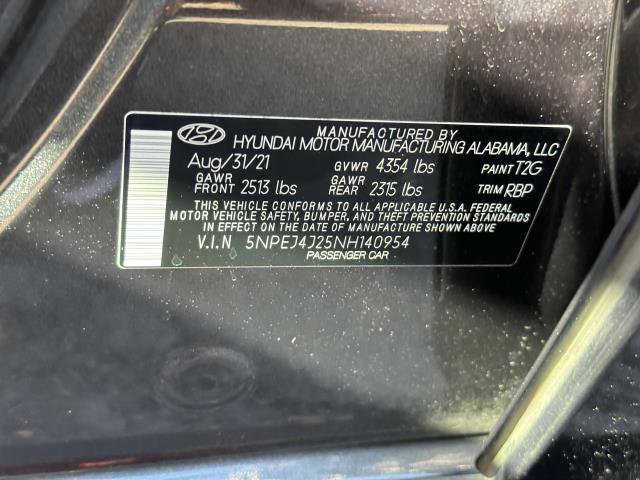 MANUFACTURED BY
HYUNDAI MOTOR MANUFACTURING ALABAMA, LLC
Aug/31/21 GVWR 4354 lbs PAINT T2G
GAWR FRONT 2513 lbs GAWR REAR 2315 lbs TRIM RBP
THIS VEHICLE CONFORMS TO ALL APPLICABLE U.S.A. FEDERAL
MOTOR VEHICLE SAFETY, BUMPER, AND THEFT PREVENTION STANDARDS
IN EFFECT ON THE DATE OF MANUFACTURE SHOWN ABOVE
V.I.N 5NPEJ4J25NH140954
PASSENGER CAR